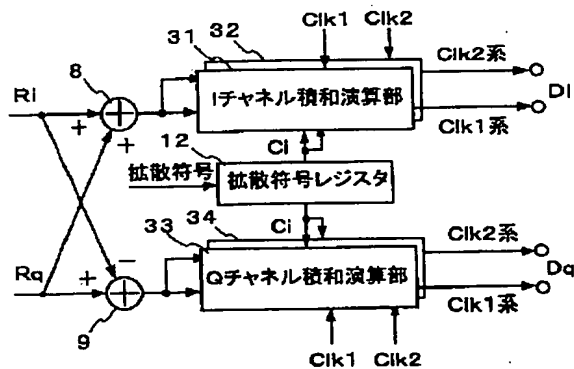 Clk1 Clk2
32
31
8
Ri
+
+
+
Iチャネル積和演算部
Clk2系
DI
Clk1系
Ci
12
拡散符号
拡散符号レジスタ
Ci
34
33
Rq
−
+
+
9
Qチャネル積和演算部
Clk2系
Dq
Clk1系
Clk1 Clk2